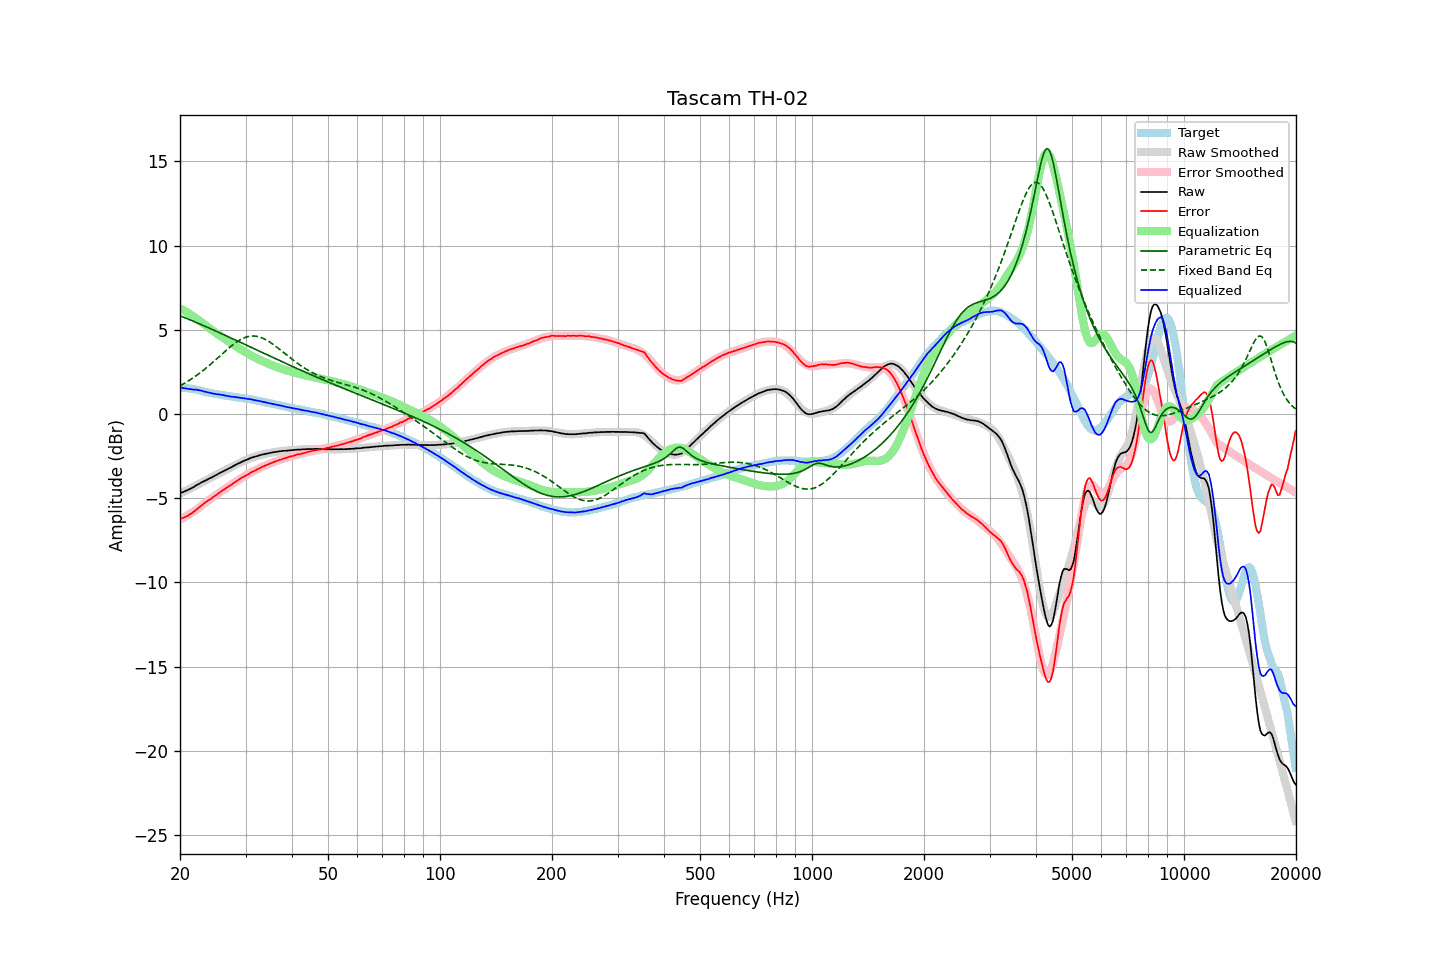 Tascam TH-02
Target
Raw Smoothed
Error Smoothed
Raw
Error
Equalization
Parametric Eq
Fixed Band Eq
Equalized
15
10
5
0
−5
−10
−15
−20
−25
Amplitude (dBr)
20 50 100 200 500 1000 2000 5000 10000 20000
Frequency (Hz)